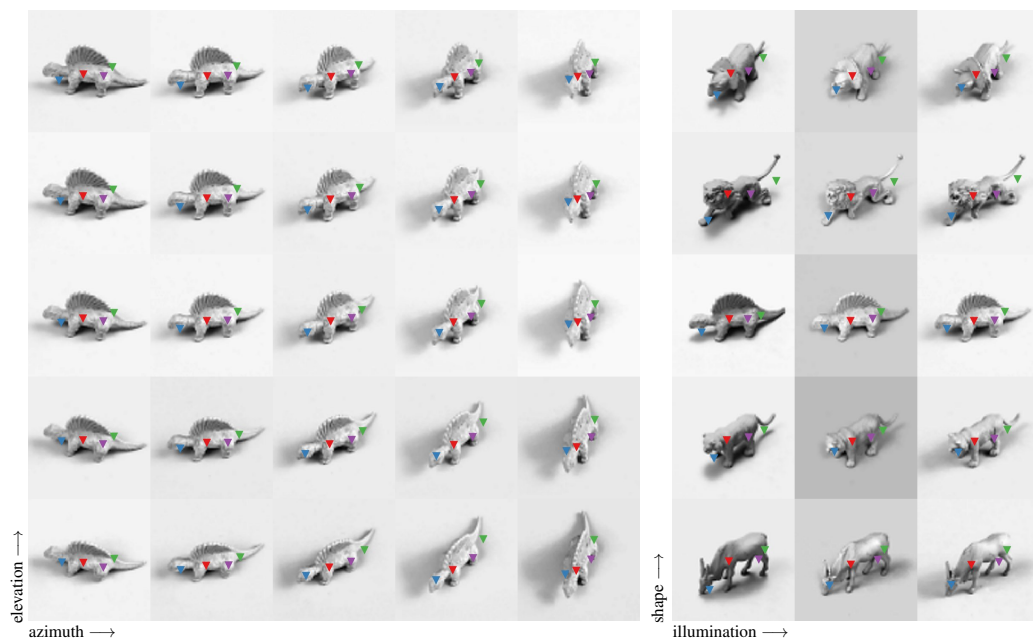 elevation →
azimuth →
shape →
illumination →